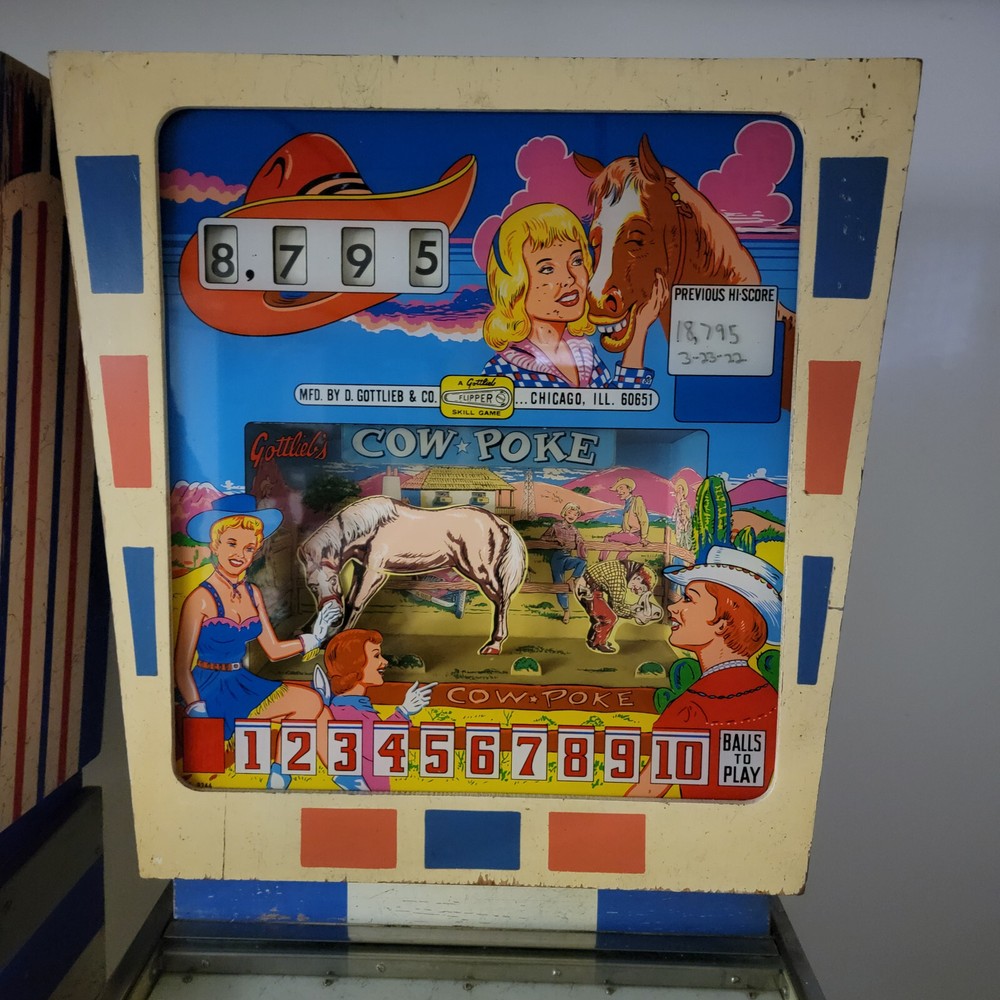 8,795
PREVIOUS HI-SCORE
18,795
3-23-22
MFD. BY D. GOTTLIEB & CO. A Gottlieb FLIPPER SKILL GAME ...CHICAGO, ILL. 60651
Gottlieb's COW★POKE
COW★POKE
1 2 3 4 5 6 7 8 9 10 BALLS TO PLAY